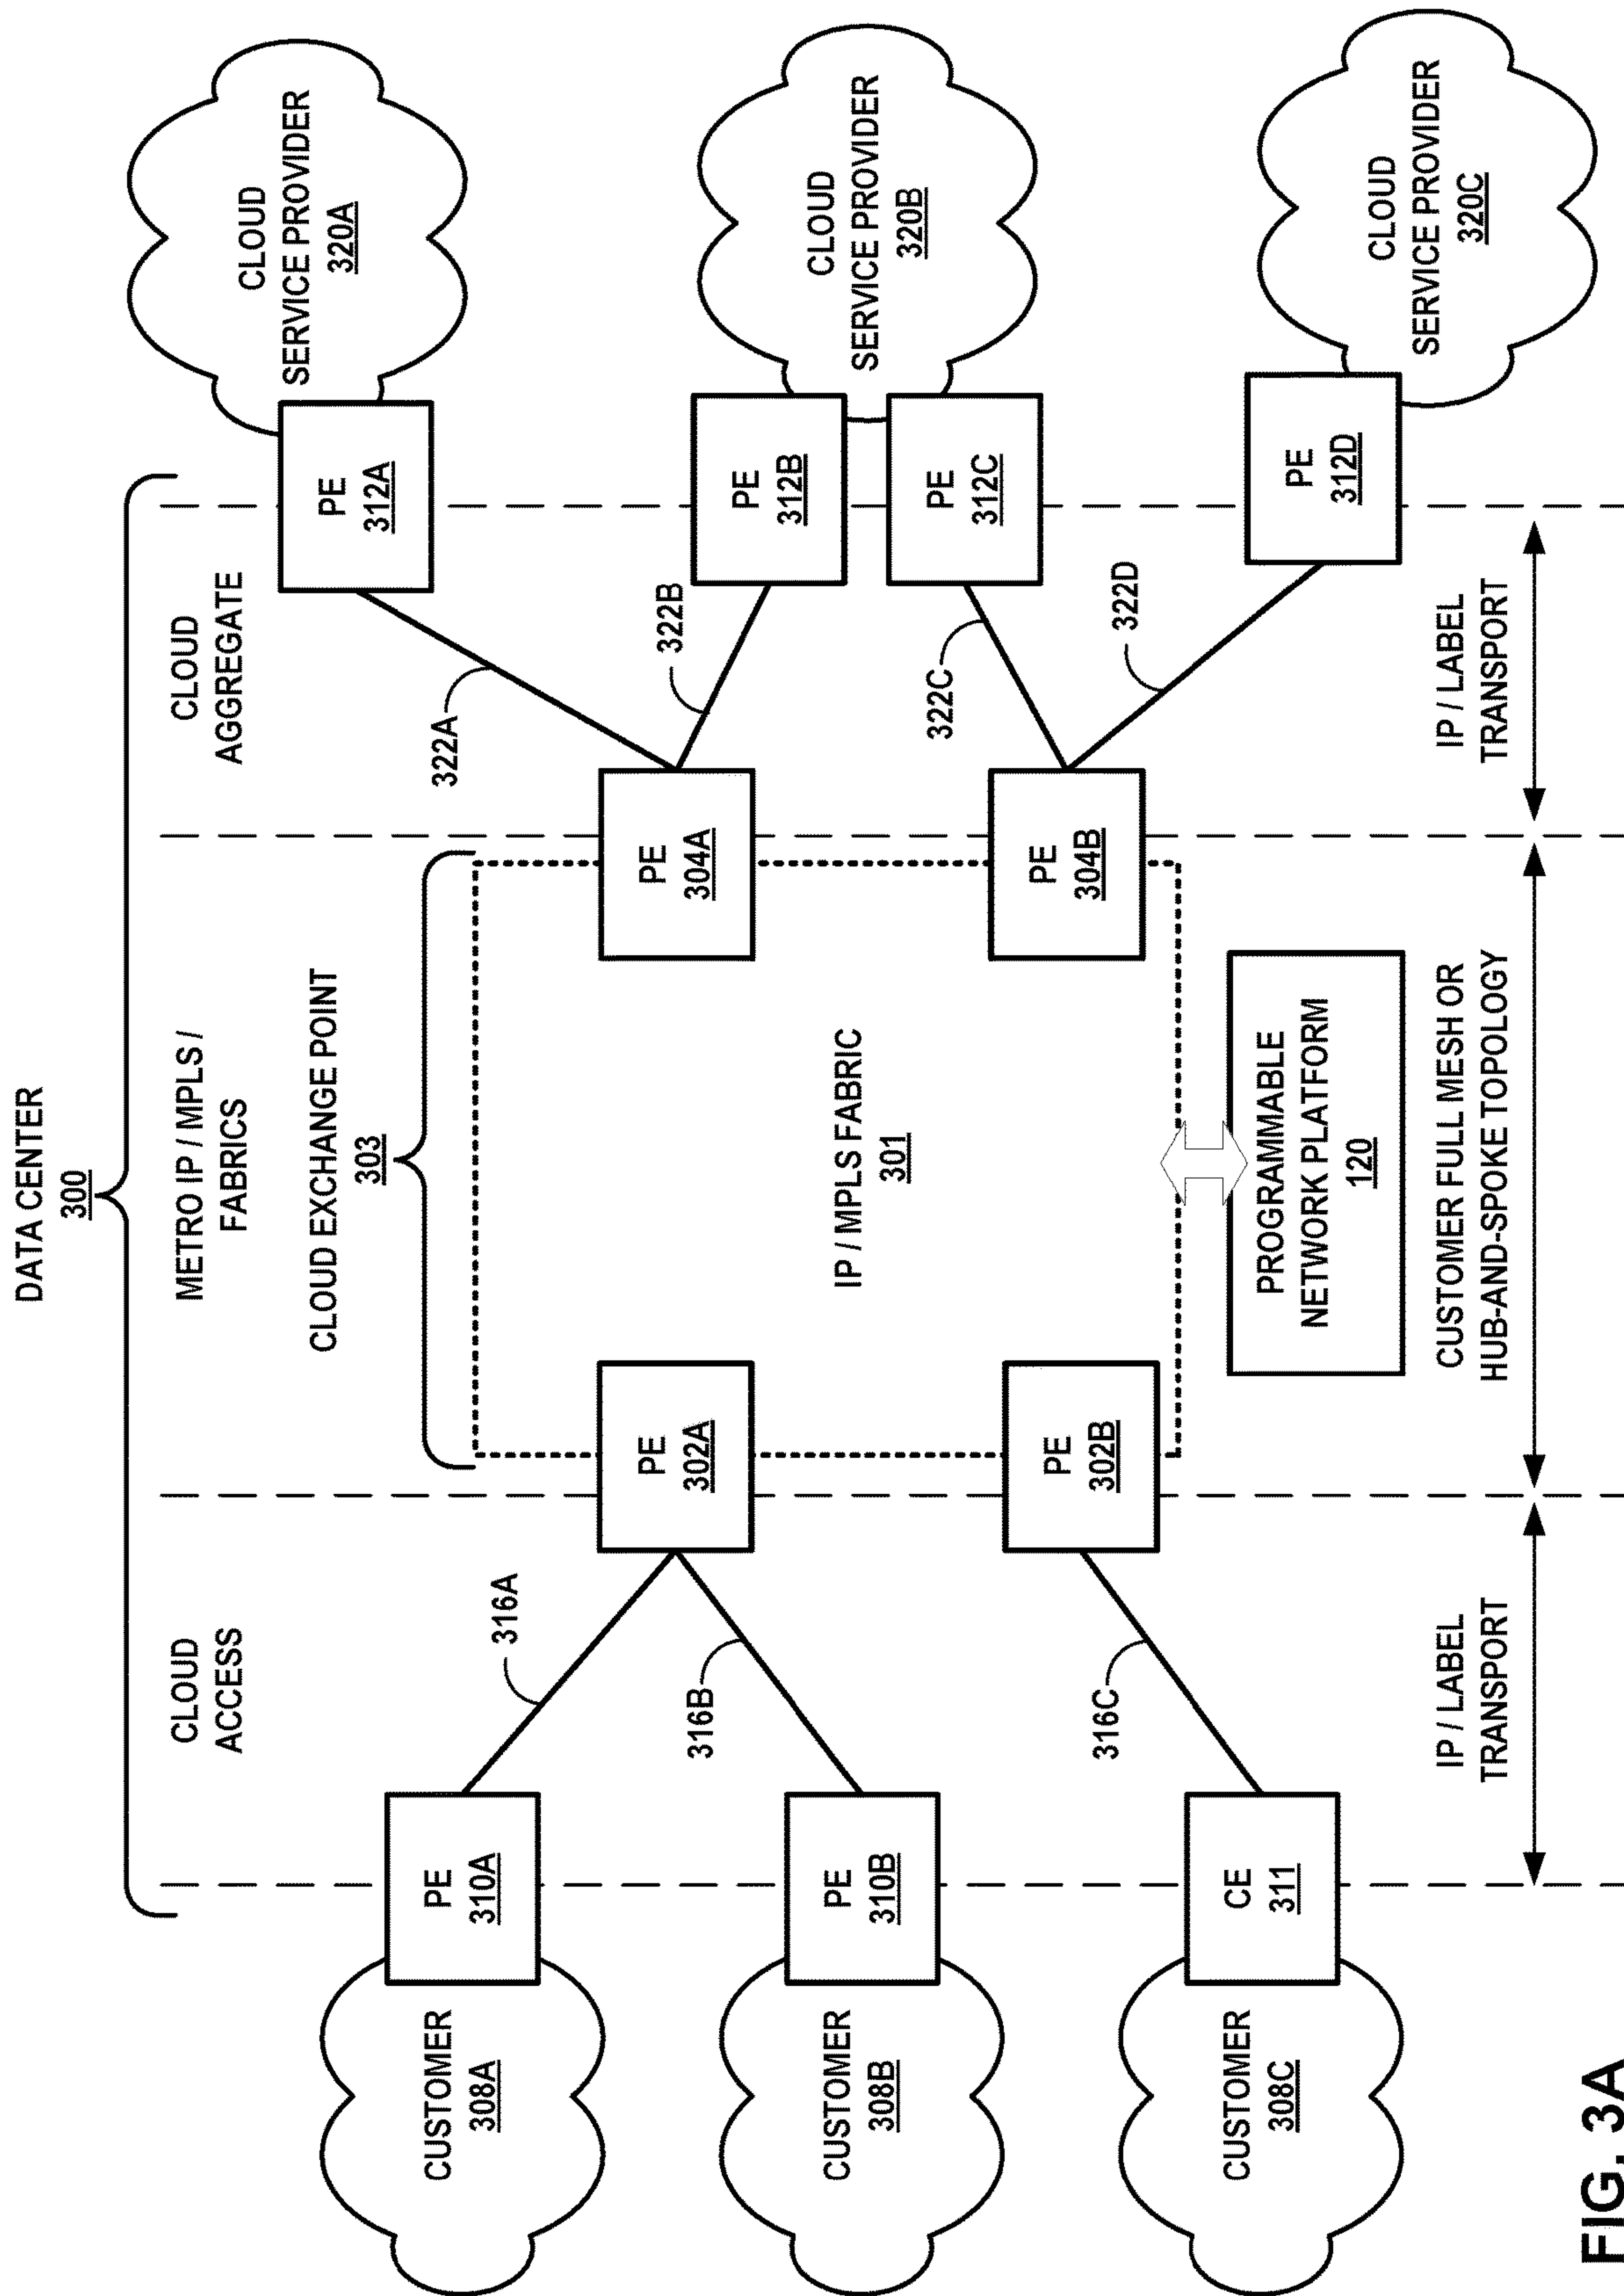 DATA CENTER
300
CLOUD
ACCESS
METRO IP / MPLS /
FABRICS
CLOUD
AGGREGATE
CLOUD EXCHANGE POINT
303
CUSTOMER
308A
PE
310A
316A
PE
302A
PE
304A
322A
PE
312A
CLOUD
SERVICE PROVIDER
320A
CUSTOMER
308B
PE
310B
316B
IP / MPLS FABRIC
301
322B
PE
312B
CLOUD
SERVICE PROVIDER
320B
PE
312C
322C
CUSTOMER
308C
CE
311
316C
PE
302B
PE
304B
322D
PE
312D
CLOUD
SERVICE PROVIDER
320C
PROGRAMMABLE
NETWORK PLATFORM
120
IP / LABEL
TRANSPORT
CUSTOMER FULL MESH OR
HUB-AND-SPOKE TOPOLOGY
IP / LABEL
TRANSPORT
FIG. 3A